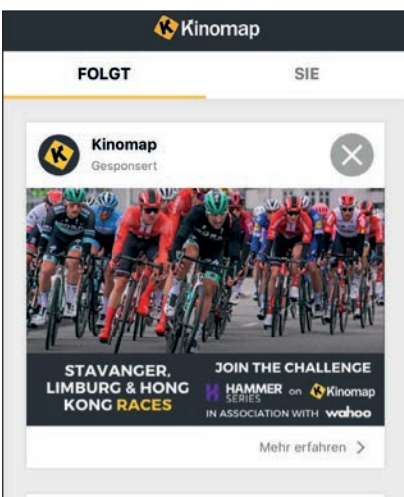 Kinomap
FOLGT SIE
Kinomap
Gesponsert
STAVANGER,
LIMBURG & HONG
KONG RACES
JOIN THE CHALLENGE
HAMMER SERIES on Kinomap
IN ASSOCIATION WITH wahoo
Mehr erfahren >